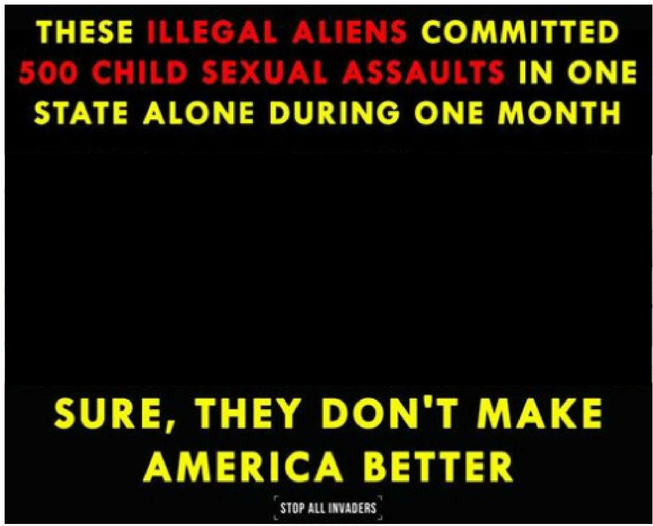 THESE ILLEGAL ALIENS COMMITTED
500 CHILD SEXUAL ASSAULTS IN ONE
STATE ALONE DURING ONE MONTH
SURE, THEY DON'T MAKE
AMERICA BETTER
STOP ALL INVADERS